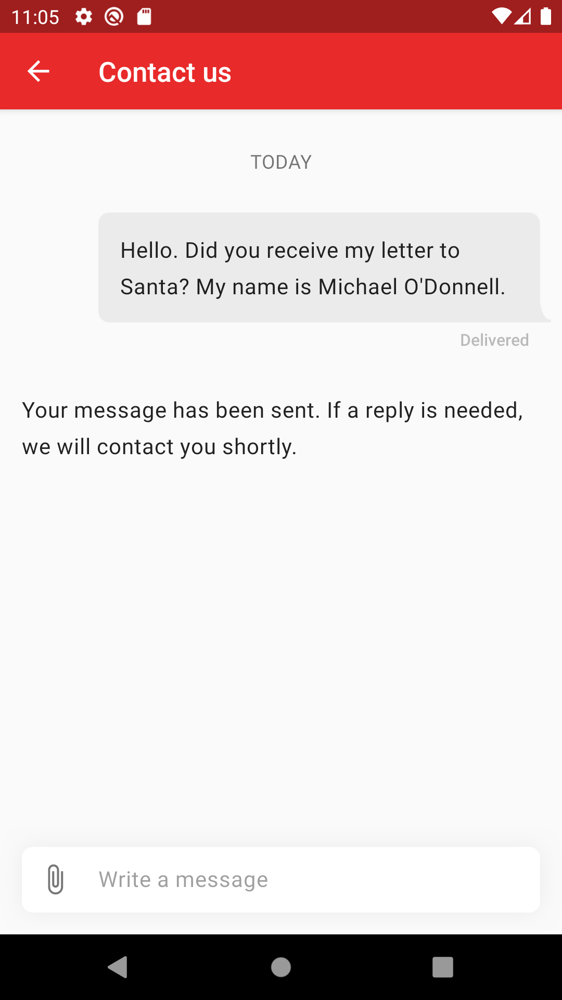 11:05
Contact us
TODAY
Hello. Did you receive my letter to
Santa? My name is Michael O'Donnell.
Delivered
Your message has been sent. If a reply is needed,
we will contact you shortly.
Write a message